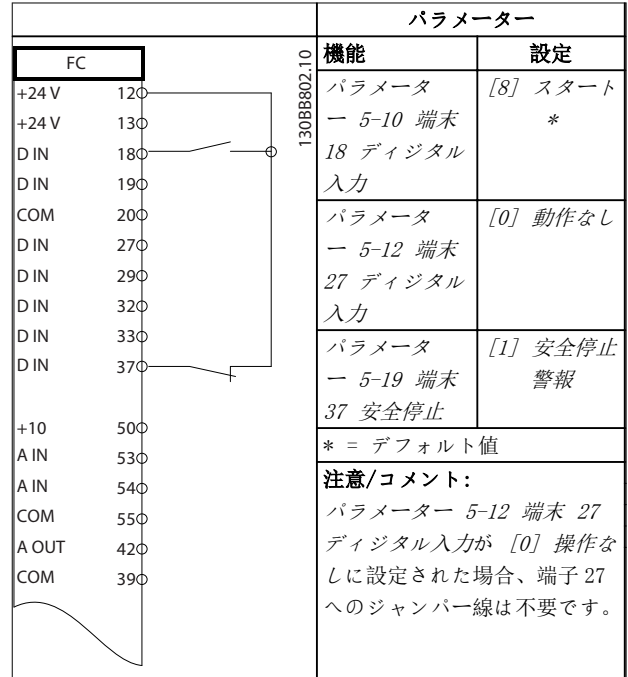 FC
+24 V 12
+24 V 13
D IN 18
D IN 19
COM 20
D IN 27
D IN 29
D IN 32
D IN 33
D IN 37
+10 50
A IN 53
A IN 54
COM 55
A OUT 42
COM 39
130BB802.10
パラメーター
機能 設定
パラメータ
ー 5-10 端末
18 ディジタル
入力
[8] スタート
*
パラメータ
ー 5-12 端末
27 ディジタル
入力
[0] 動作なし
パラメータ
ー 5-19 端末
37 安全停止
[1] 安全停止
警報
* = デフォルト値
注意/コメント:
パラメーター 5-12 端末 27
ディジタル入力が [0] 操作な
しに設定された場合、端子 27
へのジャンパー線は不要です。